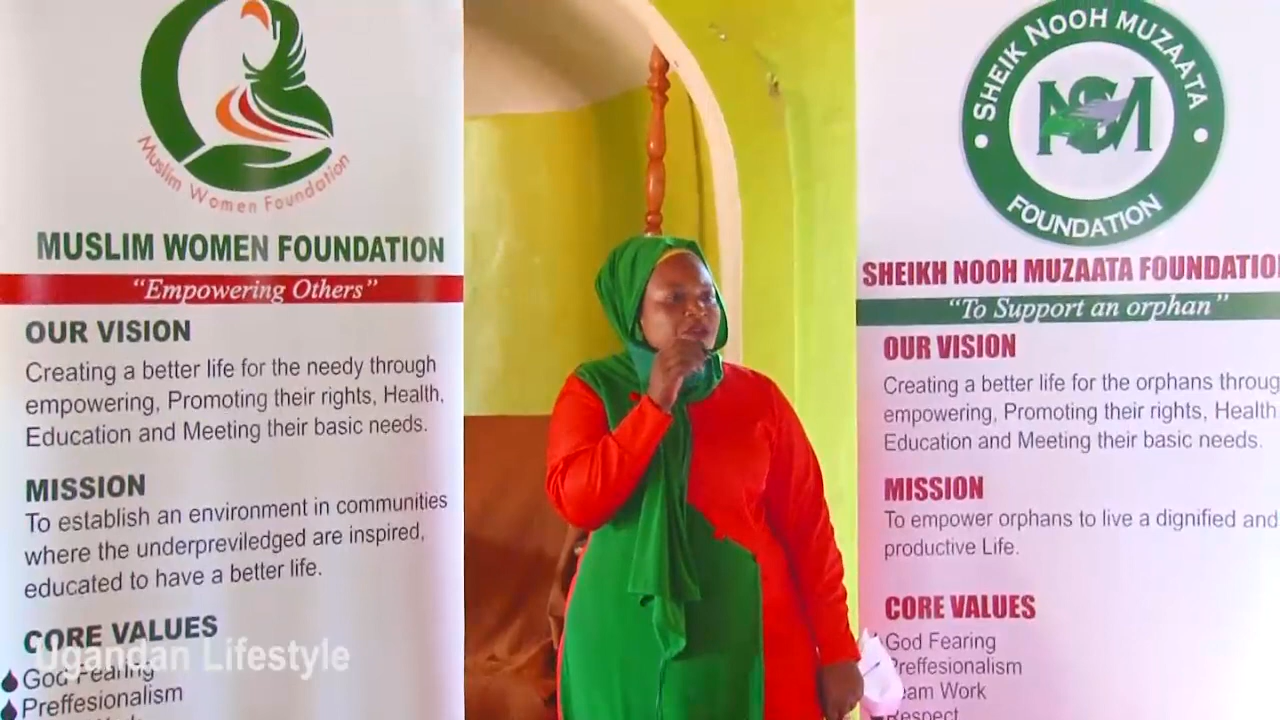 Muslim Women Foundation
MUSLIM WOMEN FOUNDATION
“Empowering Others”
OUR VISION
Creating a better life for the needy through
empowering, Promoting their rights, Health,
Education and Meeting their basic needs.
MISSION
To establish an environment in communities
where the underpreviledged are inspired,
educated to have a better life.
CORE VALUES
God Fearing
Preffesionalism
Ugandan Lifestyle
SHEIK NOOH MUZAATA
NSM
FOUNDATION
SHEIKH NOOH MUZAATA FOUNDATIO
“To Support an orphan”
OUR VISION
Creating a better life for the orphans throug
empowering, Promoting their rights, Health
Education and Meeting their basic needs.
MISSION
To empower orphans to live a dignified and
productive Life.
CORE VALUES
God Fearing
Preffesionalism
eam Work
Respect